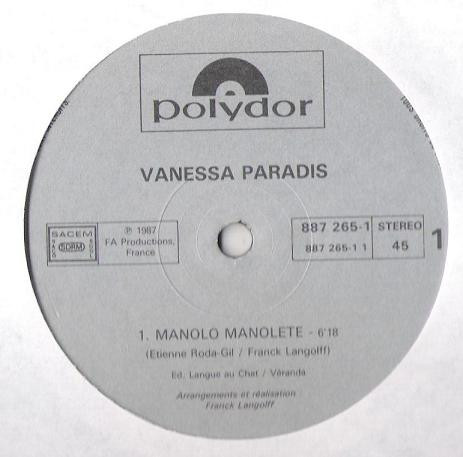 polydor
VANESSA PARADIS
SACEM
SDRM
℗ 1987
FA Productions,
France
887 265-1
887 265-1 1
STEREO
45
1
1. MANOLO MANOLETE - 6'18
(Etienne Roda-Gil / Franck Langolff)
Ed. Langue au Chat / Véranda
Arrangements et réalisation :
Franck Langolff